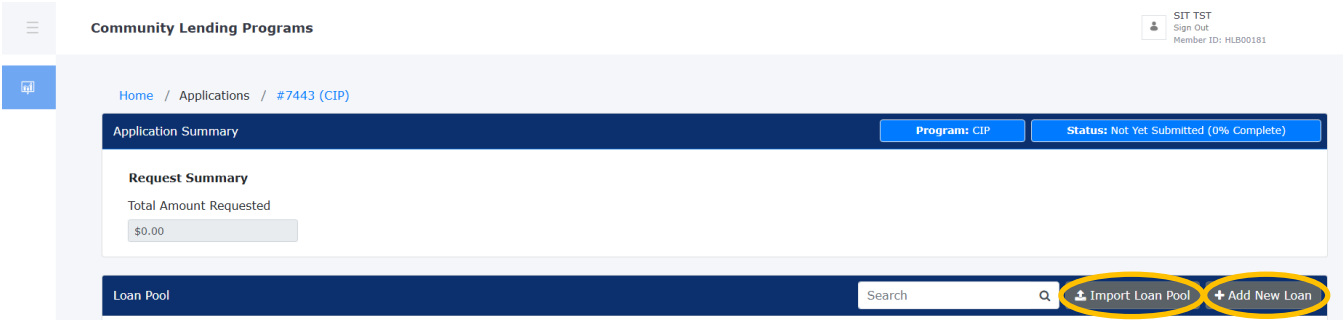 Community Lending Programs
SIT TST
Sign Out
Member ID: HLB00181
Home / Applications / #7443 (CIP)
Application Summary
Program: CIP
Status: Not Yet Submitted (0% Complete)
Request Summary
Total Amount Requested
$0.00
Loan Pool
Search
Import Loan Pool
+ Add New Loan